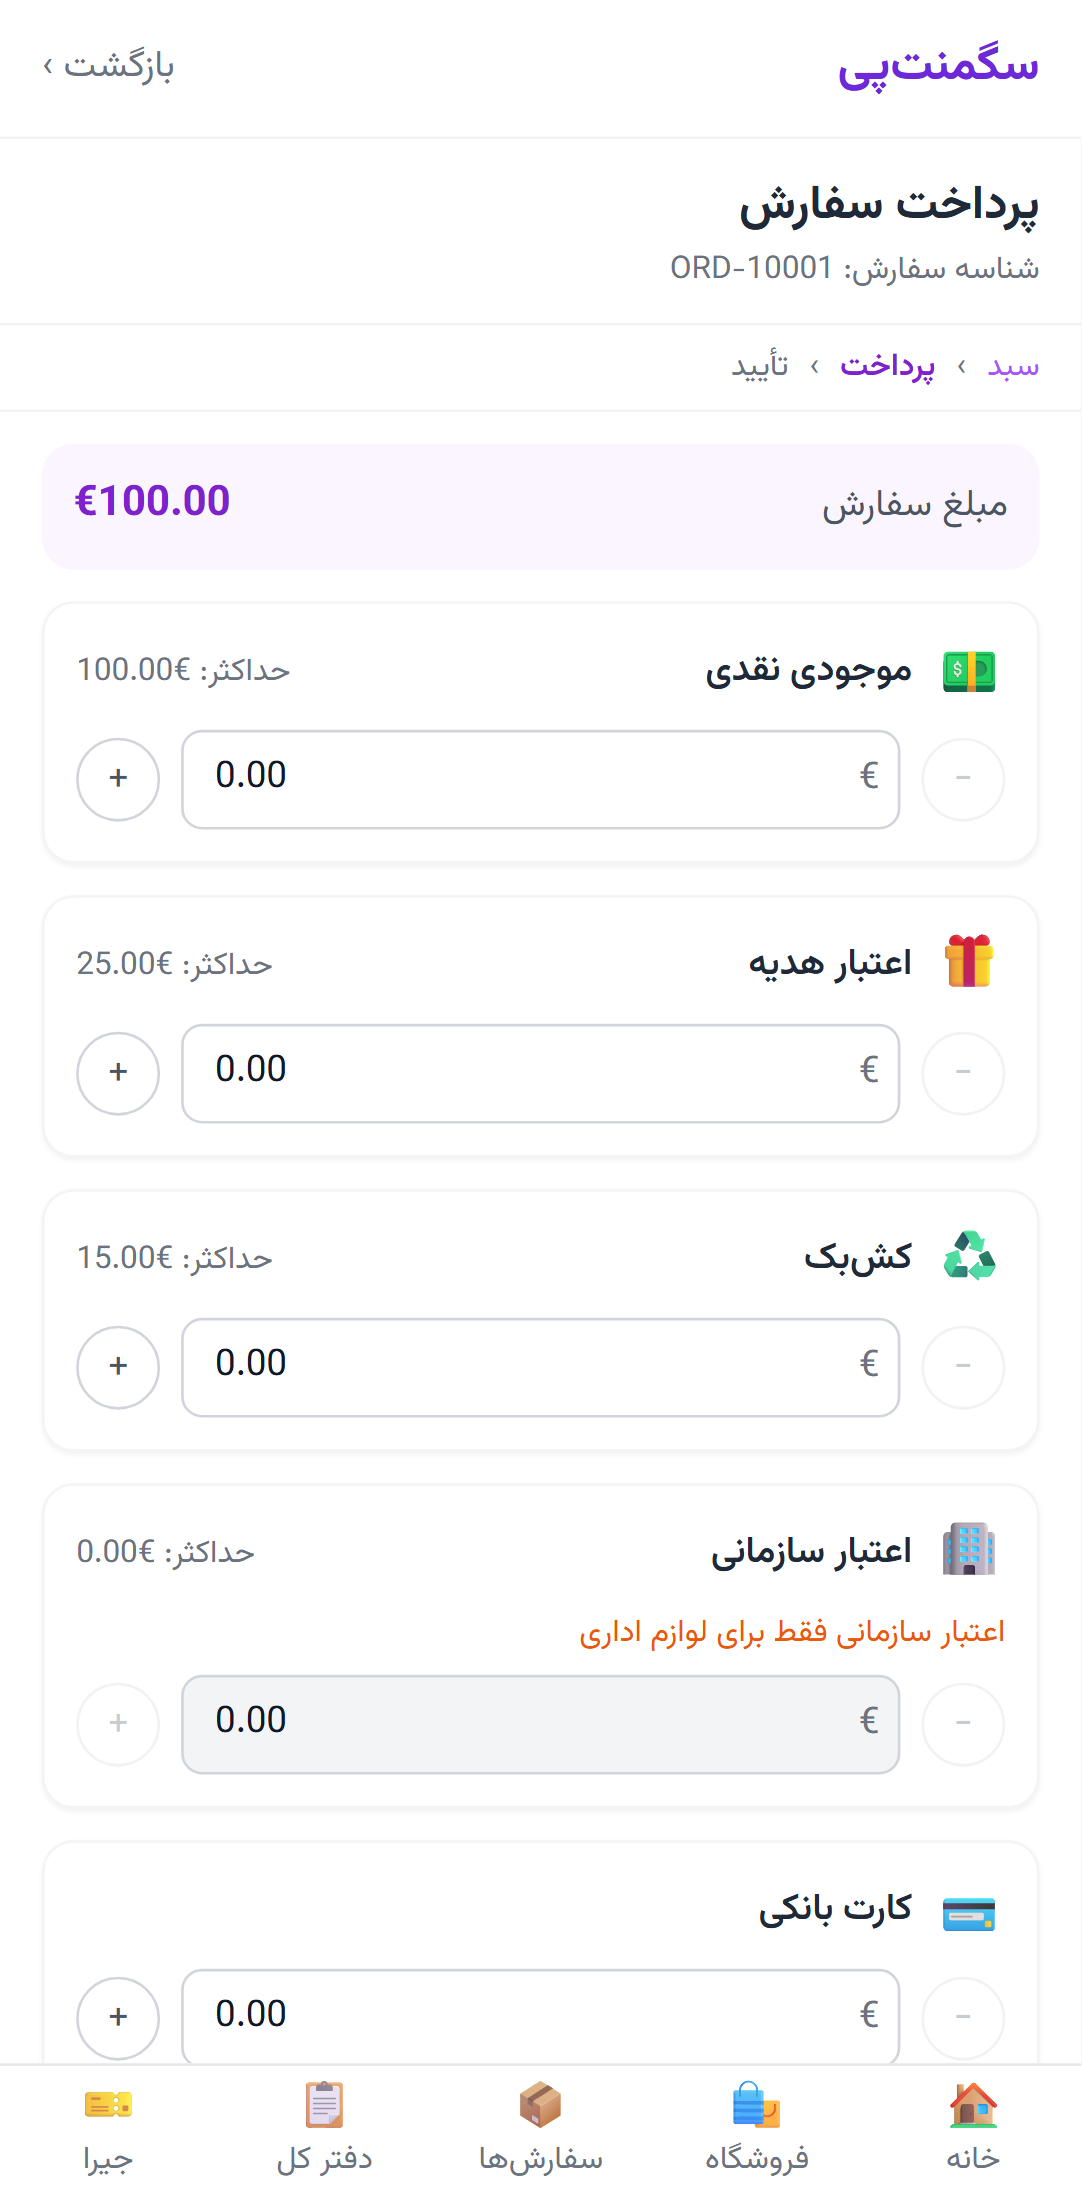 سگمنت‌پی
بازگشت ›
پرداخت سفارش
شناسه سفارش: ORD-10001
سبد › پرداخت › تأیید
مبلغ سفارش €100.00
موجودی نقدی حداکثر: €100.00
− € 0.00 +
اعتبار هدیه حداکثر: €25.00
− € 0.00 +
کش‌بک حداکثر: €15.00
− € 0.00 +
اعتبار سازمانی حداکثر: €0.00
اعتبار سازمانی فقط برای لوازم اداری
− € 0.00 +
کارت بانکی
− € 0.00 +
خانه فروشگاه سفارش‌ها دفتر کل جیرا